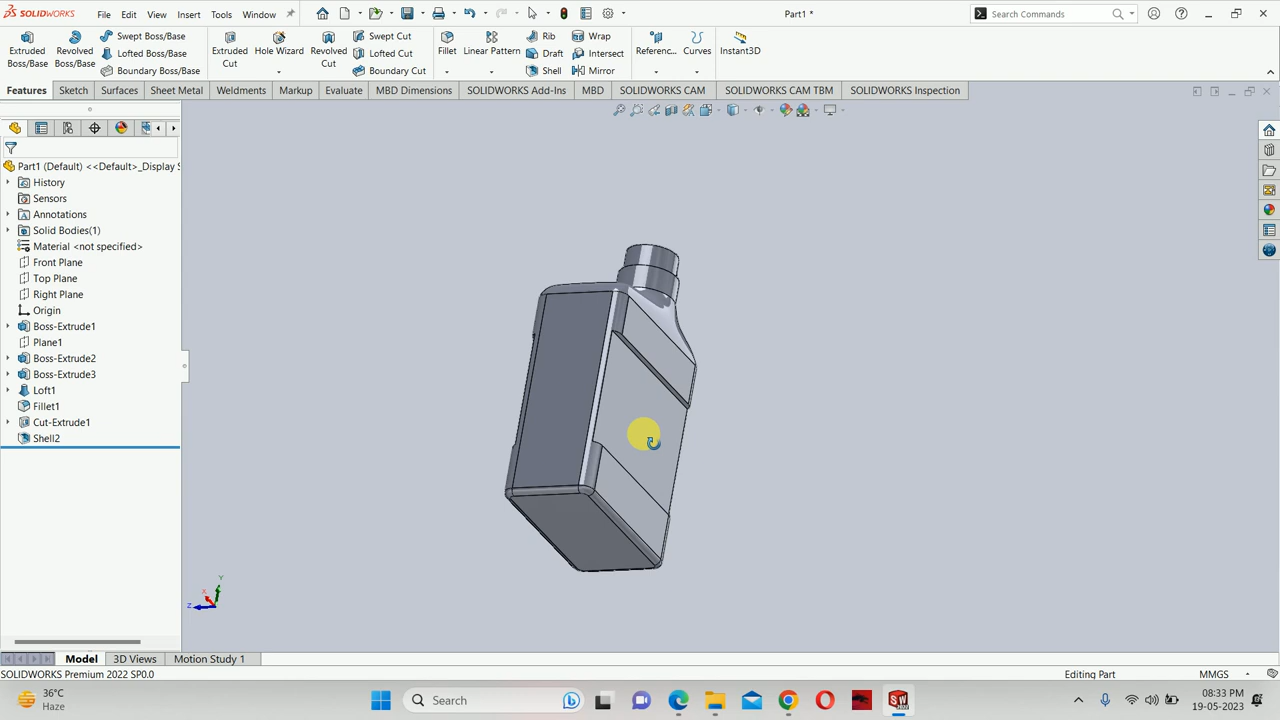 SOLIDWORKS File Edit View Insert Tools Window Part1 * Search Commands
Extruded Boss/Base Revolved Boss/Base Swept Boss/Base Lofted Boss/Base Boundary Boss/Base Extruded Cut Hole Wizard Revolved Cut Swept Cut Lofted Cut Boundary Cut Fillet Linear Pattern Rib Draft Shell Wrap Intersect Mirror Referenc... Curves Instant3D
Features Sketch Surfaces Sheet Metal Weldments Markup Evaluate MBD Dimensions SOLIDWORKS Add-Ins MBD SOLIDWORKS CAM SOLIDWORKS CAM TBM SOLIDWORKS Inspection
Part1 (Default) <<Default>_Display S
History
Sensors
Annotations
Solid Bodies(1)
Material <not specified>
Front Plane
Top Plane
Right Plane
Origin
Boss-Extrude1
Plane1
Boss-Extrude2
Boss-Extrude3
Loft1
Fillet1
Cut-Extrude1
Shell2
Y
X
Z
Model 3D Views Motion Study 1
SOLIDWORKS Premium 2022 SP0.0 Editing Part MMGS
36°C
Haze
Search
08:33 PM
19-05-2023